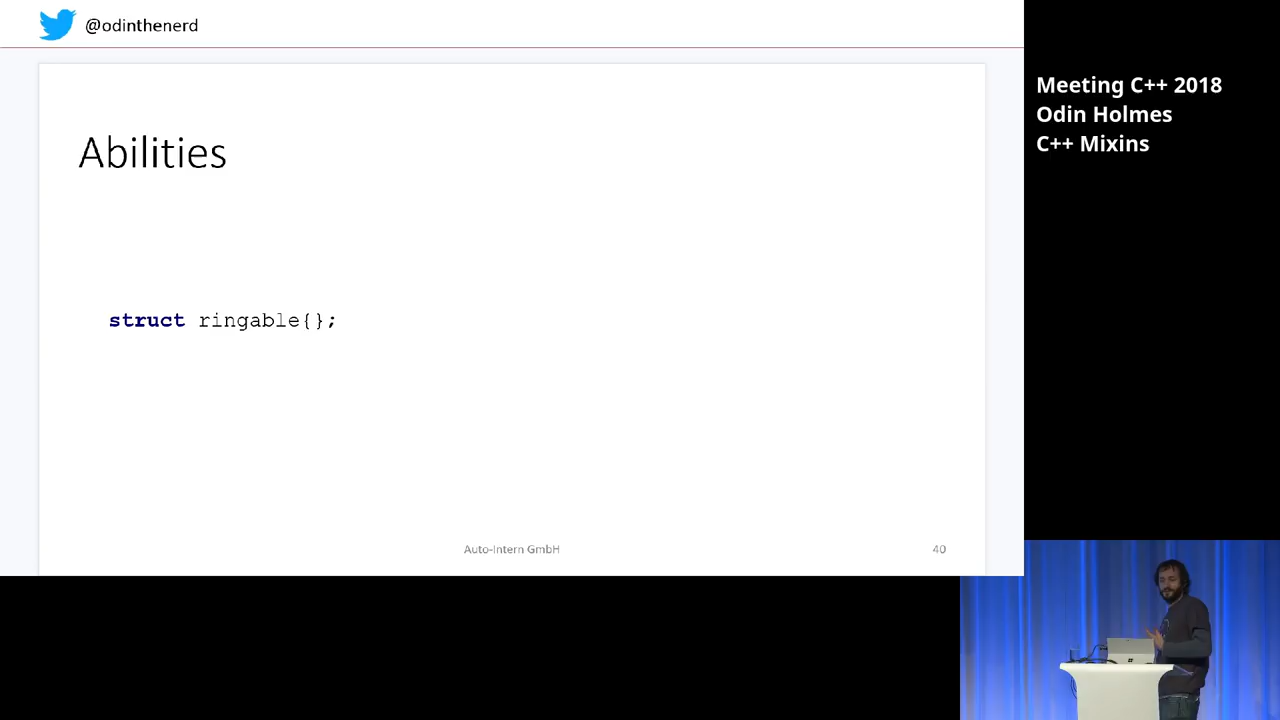 @odinthenerd
Meeting C++ 2018
Odin Holmes
C++ Mixins
Abilities
struct ringable{};
Auto-Intern GmbH
40